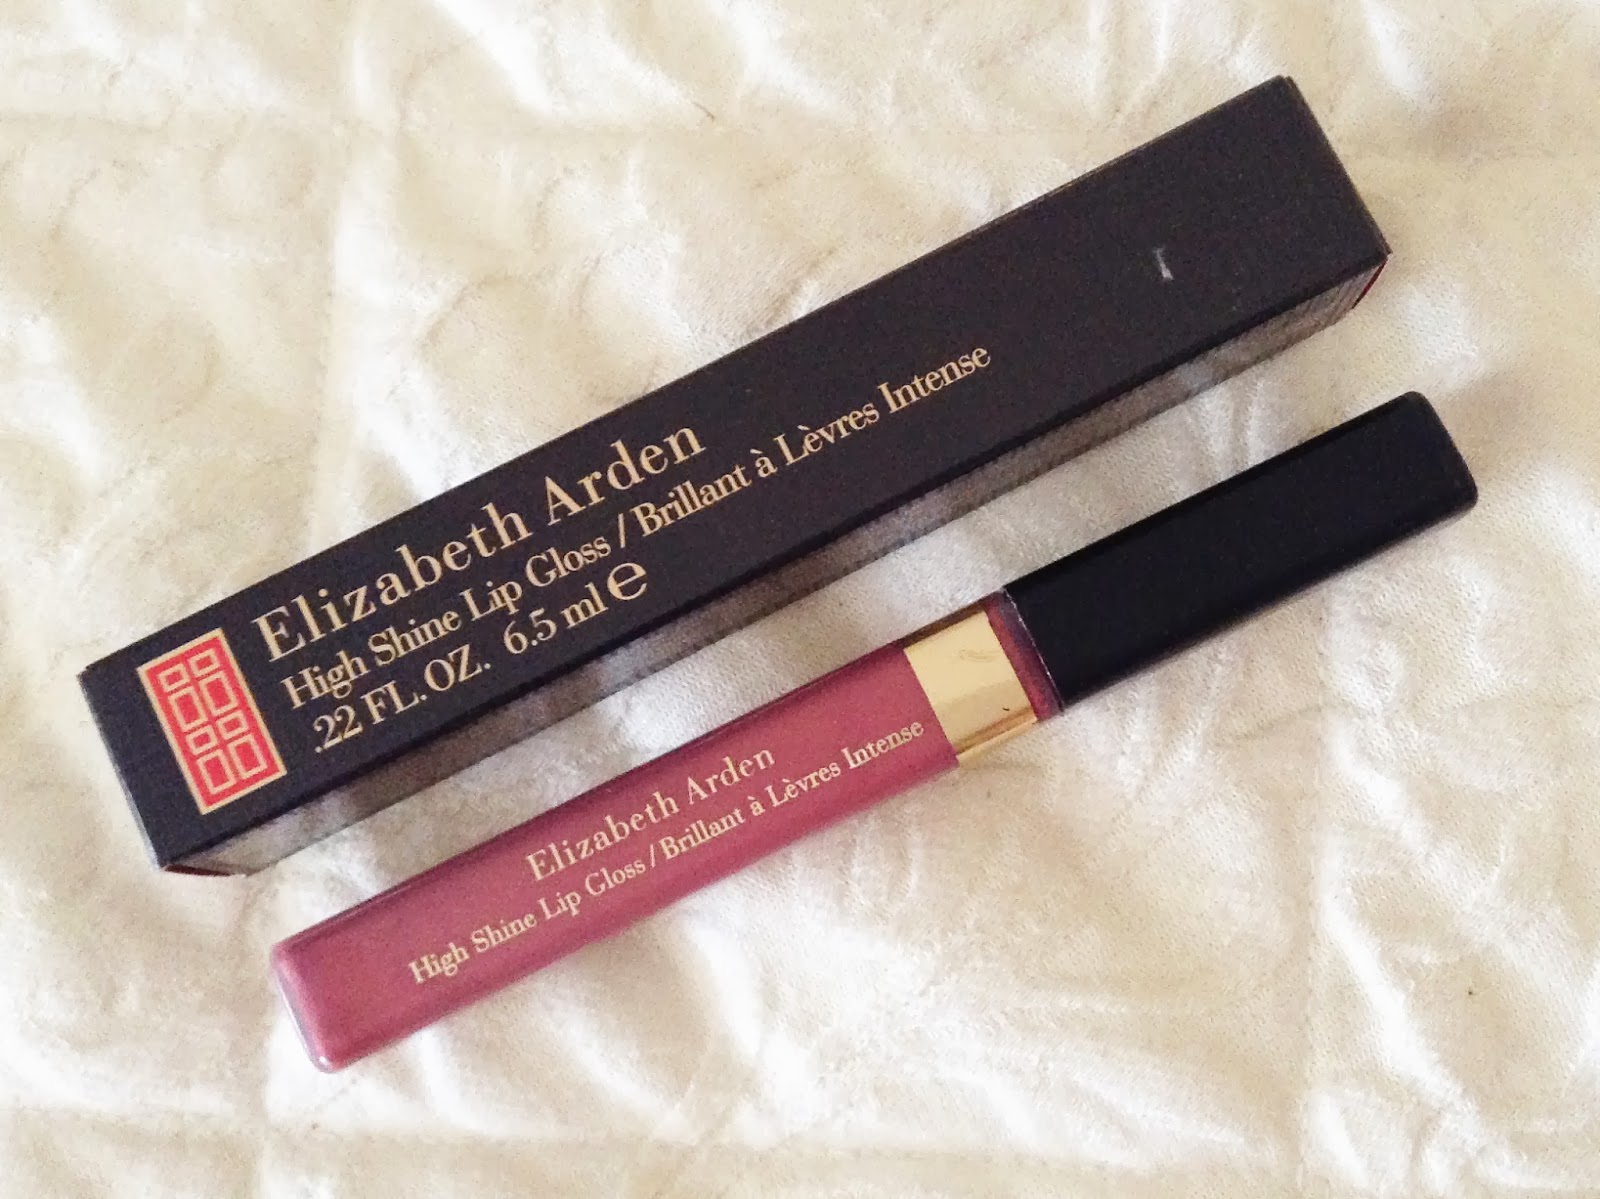 Elizabeth Arden
High Shine Lip Gloss / Brillant à Lèvres Intense
.22 FL. OZ. 6.5 ml ℮
Elizabeth Arden
High Shine Lip Gloss / Brillant à Lèvres Intense